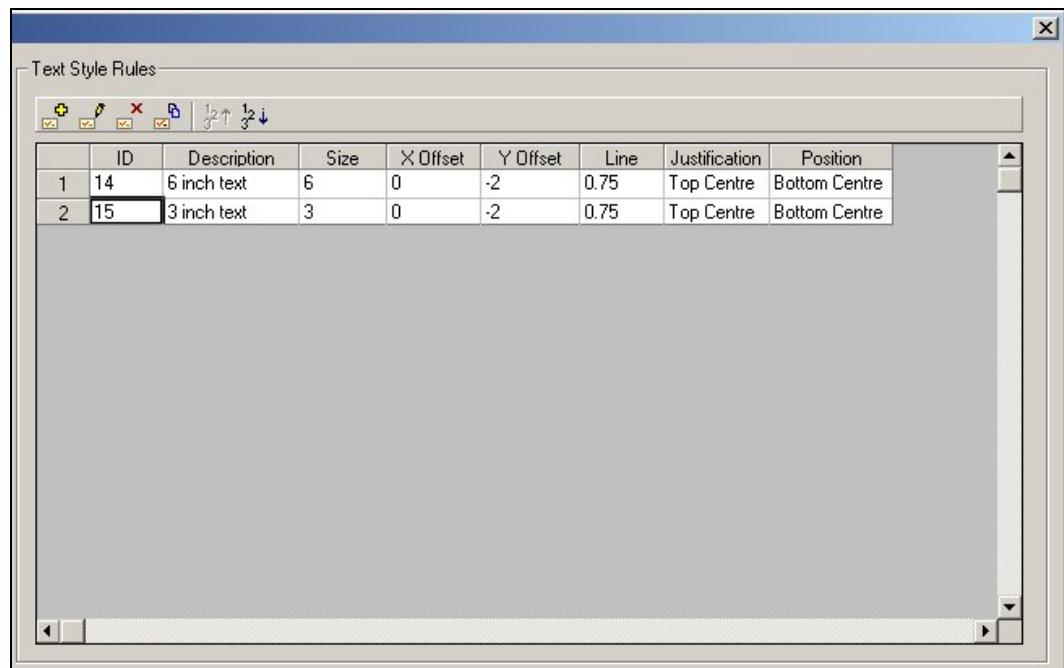 Text Style Rules
ID Description Size X Offset Y Offset Line Justification Position
1 14 6 inch text 6 0 -2 0.75 Top Centre Bottom Centre
2 15 3 inch text 3 0 -2 0.75 Top Centre Bottom Centre